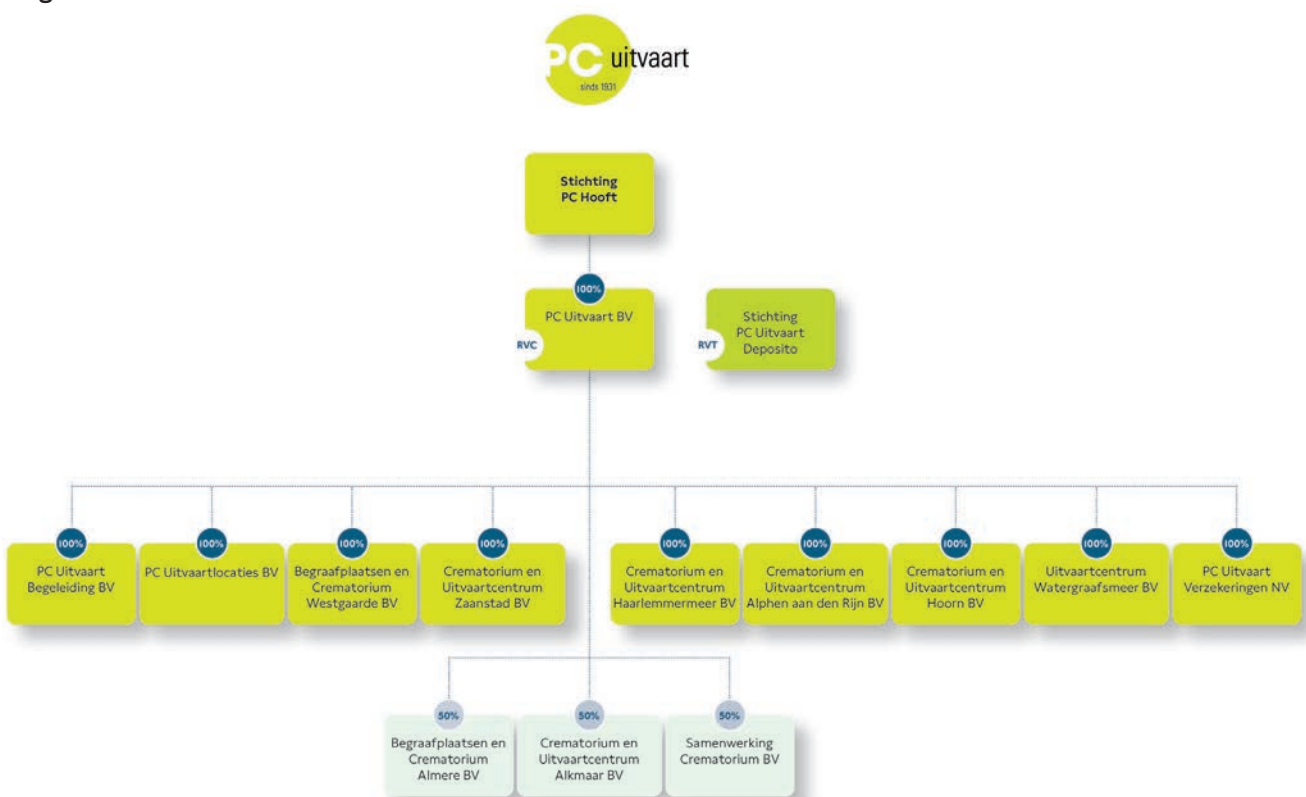 PC uitvaart
sinds 1931
Stichting
PC Hooft
100%
PC Uitvaart BV
RVC
Stichting
PC Uitvaart
Deposito
RVT
100%
PC Uitvaart
Begeleiding BV
100%
PC Uitvaartlocaties BV
100%
Begraafplaatsen en
Crematorium
Westgaarde BV
100%
Crematorium en
Uitvaartcentrum
Zaanstad BV
100%
Crematorium en
Uitvaartcentrum
Haarlemmermeer BV
100%
Crematorium en
Uitvaartcentrum
Alphen aan den Rijn BV
100%
Crematorium en
Uitvaartcentrum
Hoorn BV
100%
Uitvaartcentrum
Watergraafsmeer BV
100%
PC Uitvaart
Verzekeringen NV
50%
Begraafplaatsen en
Crematorium
Almere BV
50%
Crematorium en
Uitvaartcentrum
Alkmaar BV
50%
Samenwerking
Crematorium BV